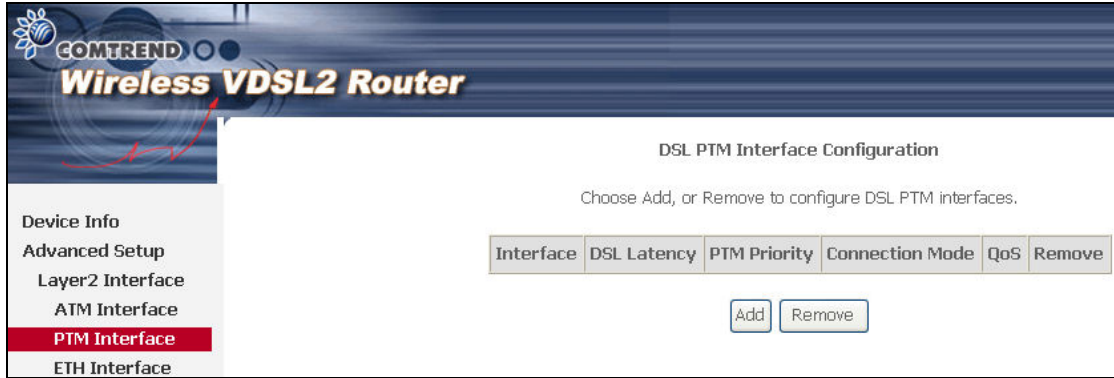 COMTREND
Wireless VDSL2 Router
Device Info
Advanced Setup
Layer2 Interface
ATM Interface
PTM Interface
ETH Interface
DSL PTM Interface Configuration
Choose Add, or Remove to configure DSL PTM interfaces.
Interface DSL Latency PTM Priority Connection Mode QoS Remove
Add Remove